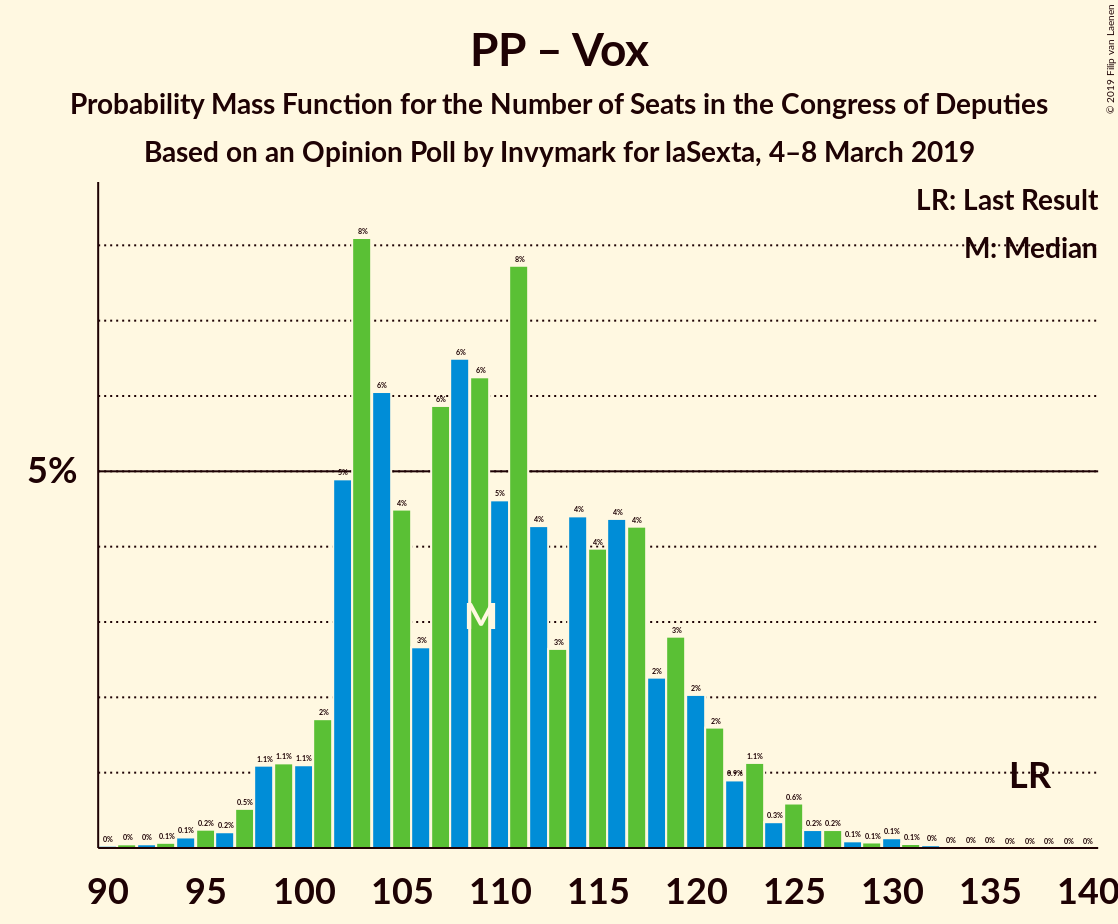 PP – Vox
Probability Mass Function for the Number of Seats in the Congress of Deputies
Based on an Opinion Poll by Invymark for laSexta, 4–8 March 2019
© 2019 Filip van Laenen
LR: Last Result
M: Median
5%
0% 0% 0% 0.1% 0.1% 0.2% 0.2% 0.5% 1.1% 1.1% 1.1% 2% 5% 8% 6% 4% 3% 6% 6% 6% 5% 8% 4% 3% 4% 4% 4% 4% 2% 3% 2% 2% 0.9% 1.1% 0.3% 0.6% 0.2% 0.2% 0.1% 0.1% 0.1% 0.1% 0% 0% 0% 0% 0% 0% 0% 0% 0%
M
LR
90 95 100 105 110 115 120 125 130 135 140